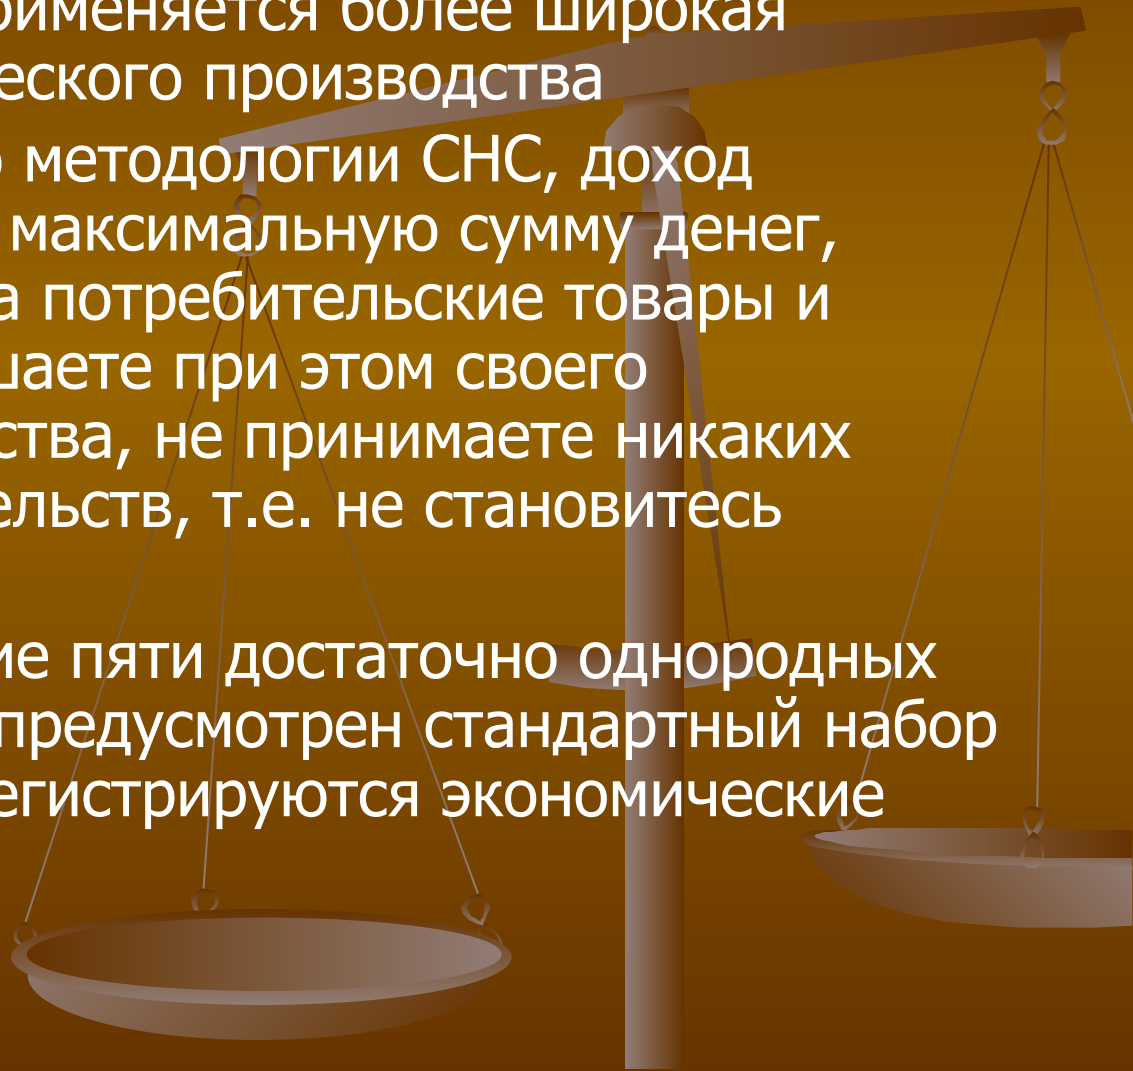 рименяется более широкая
еского производства
о методологии СНС, доход
максимальную сумму денег,
а потребительские товары и
шаете при этом своего
ства, не принимаете никаких
ельств, т.е. не становитесь
ие пяти достаточно однородных
предусмотрен стандартный набор
егистрируются экономические